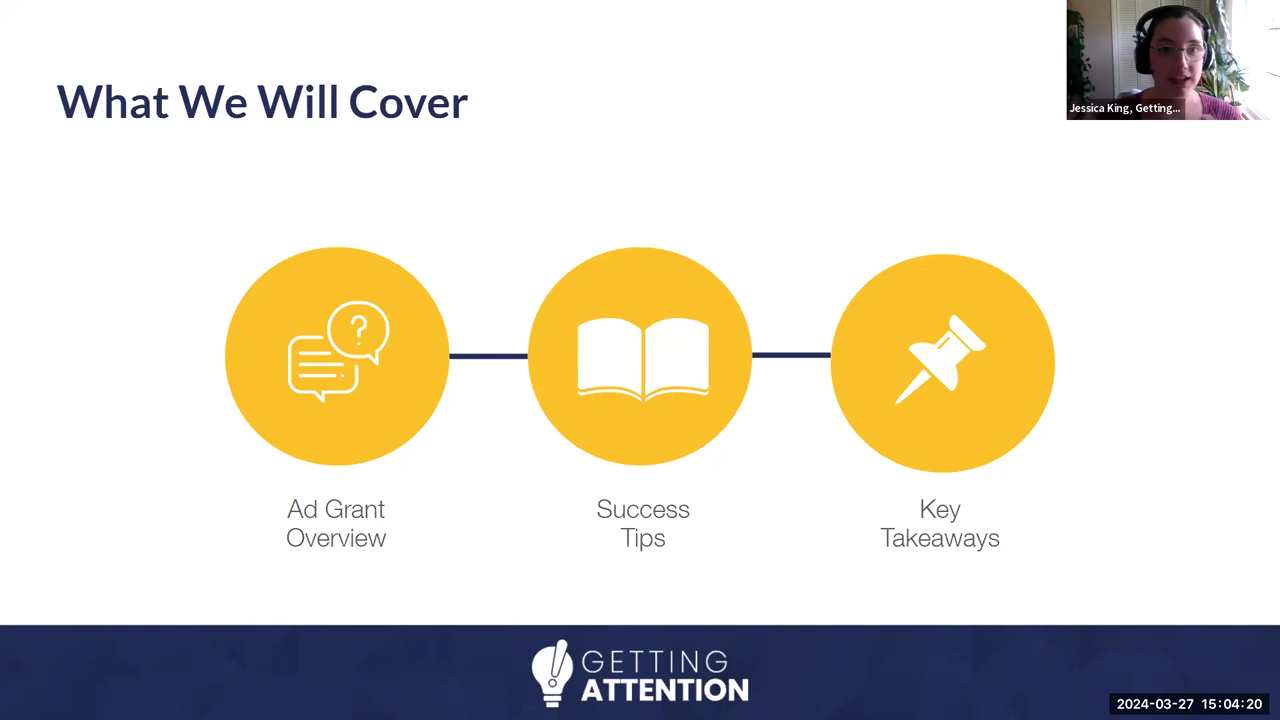 What We Will Cover
Jessica King, Getting...
?
Ad Grant
Overview
Success
Tips
Key
Takeaways
GETTING
ATTENTION
2024-03-27 15:04:20